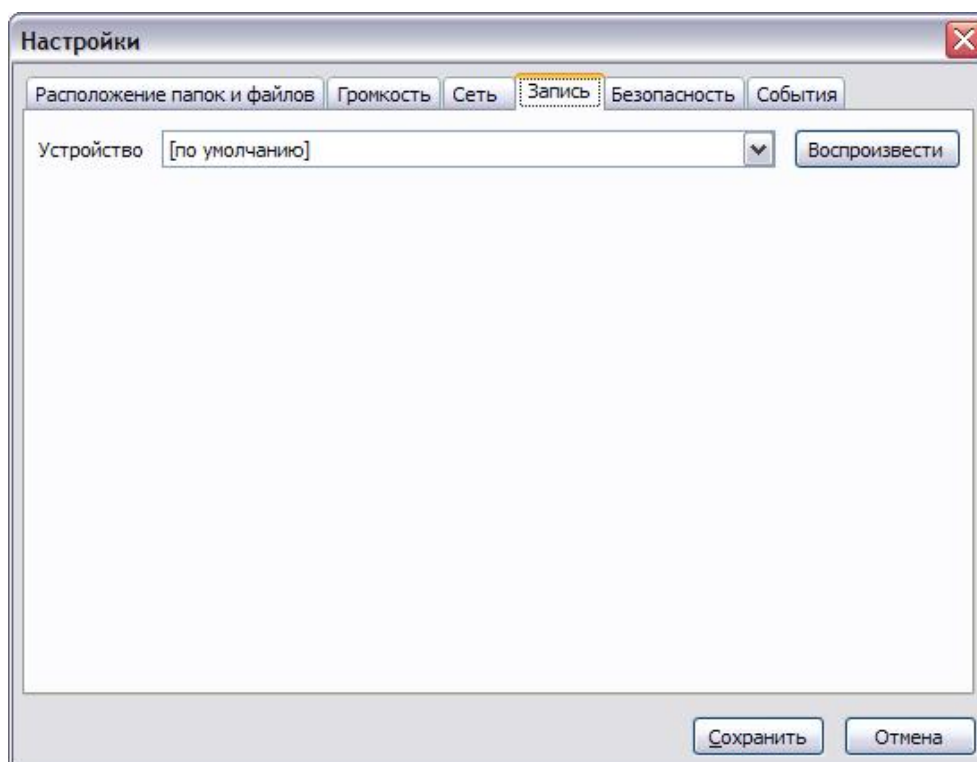 Настройки
Расположение папок и файлов Громкость Сеть Запись Безопасность События
Устройство [по умолчанию] Воспроизвести
Сохранить Отмена